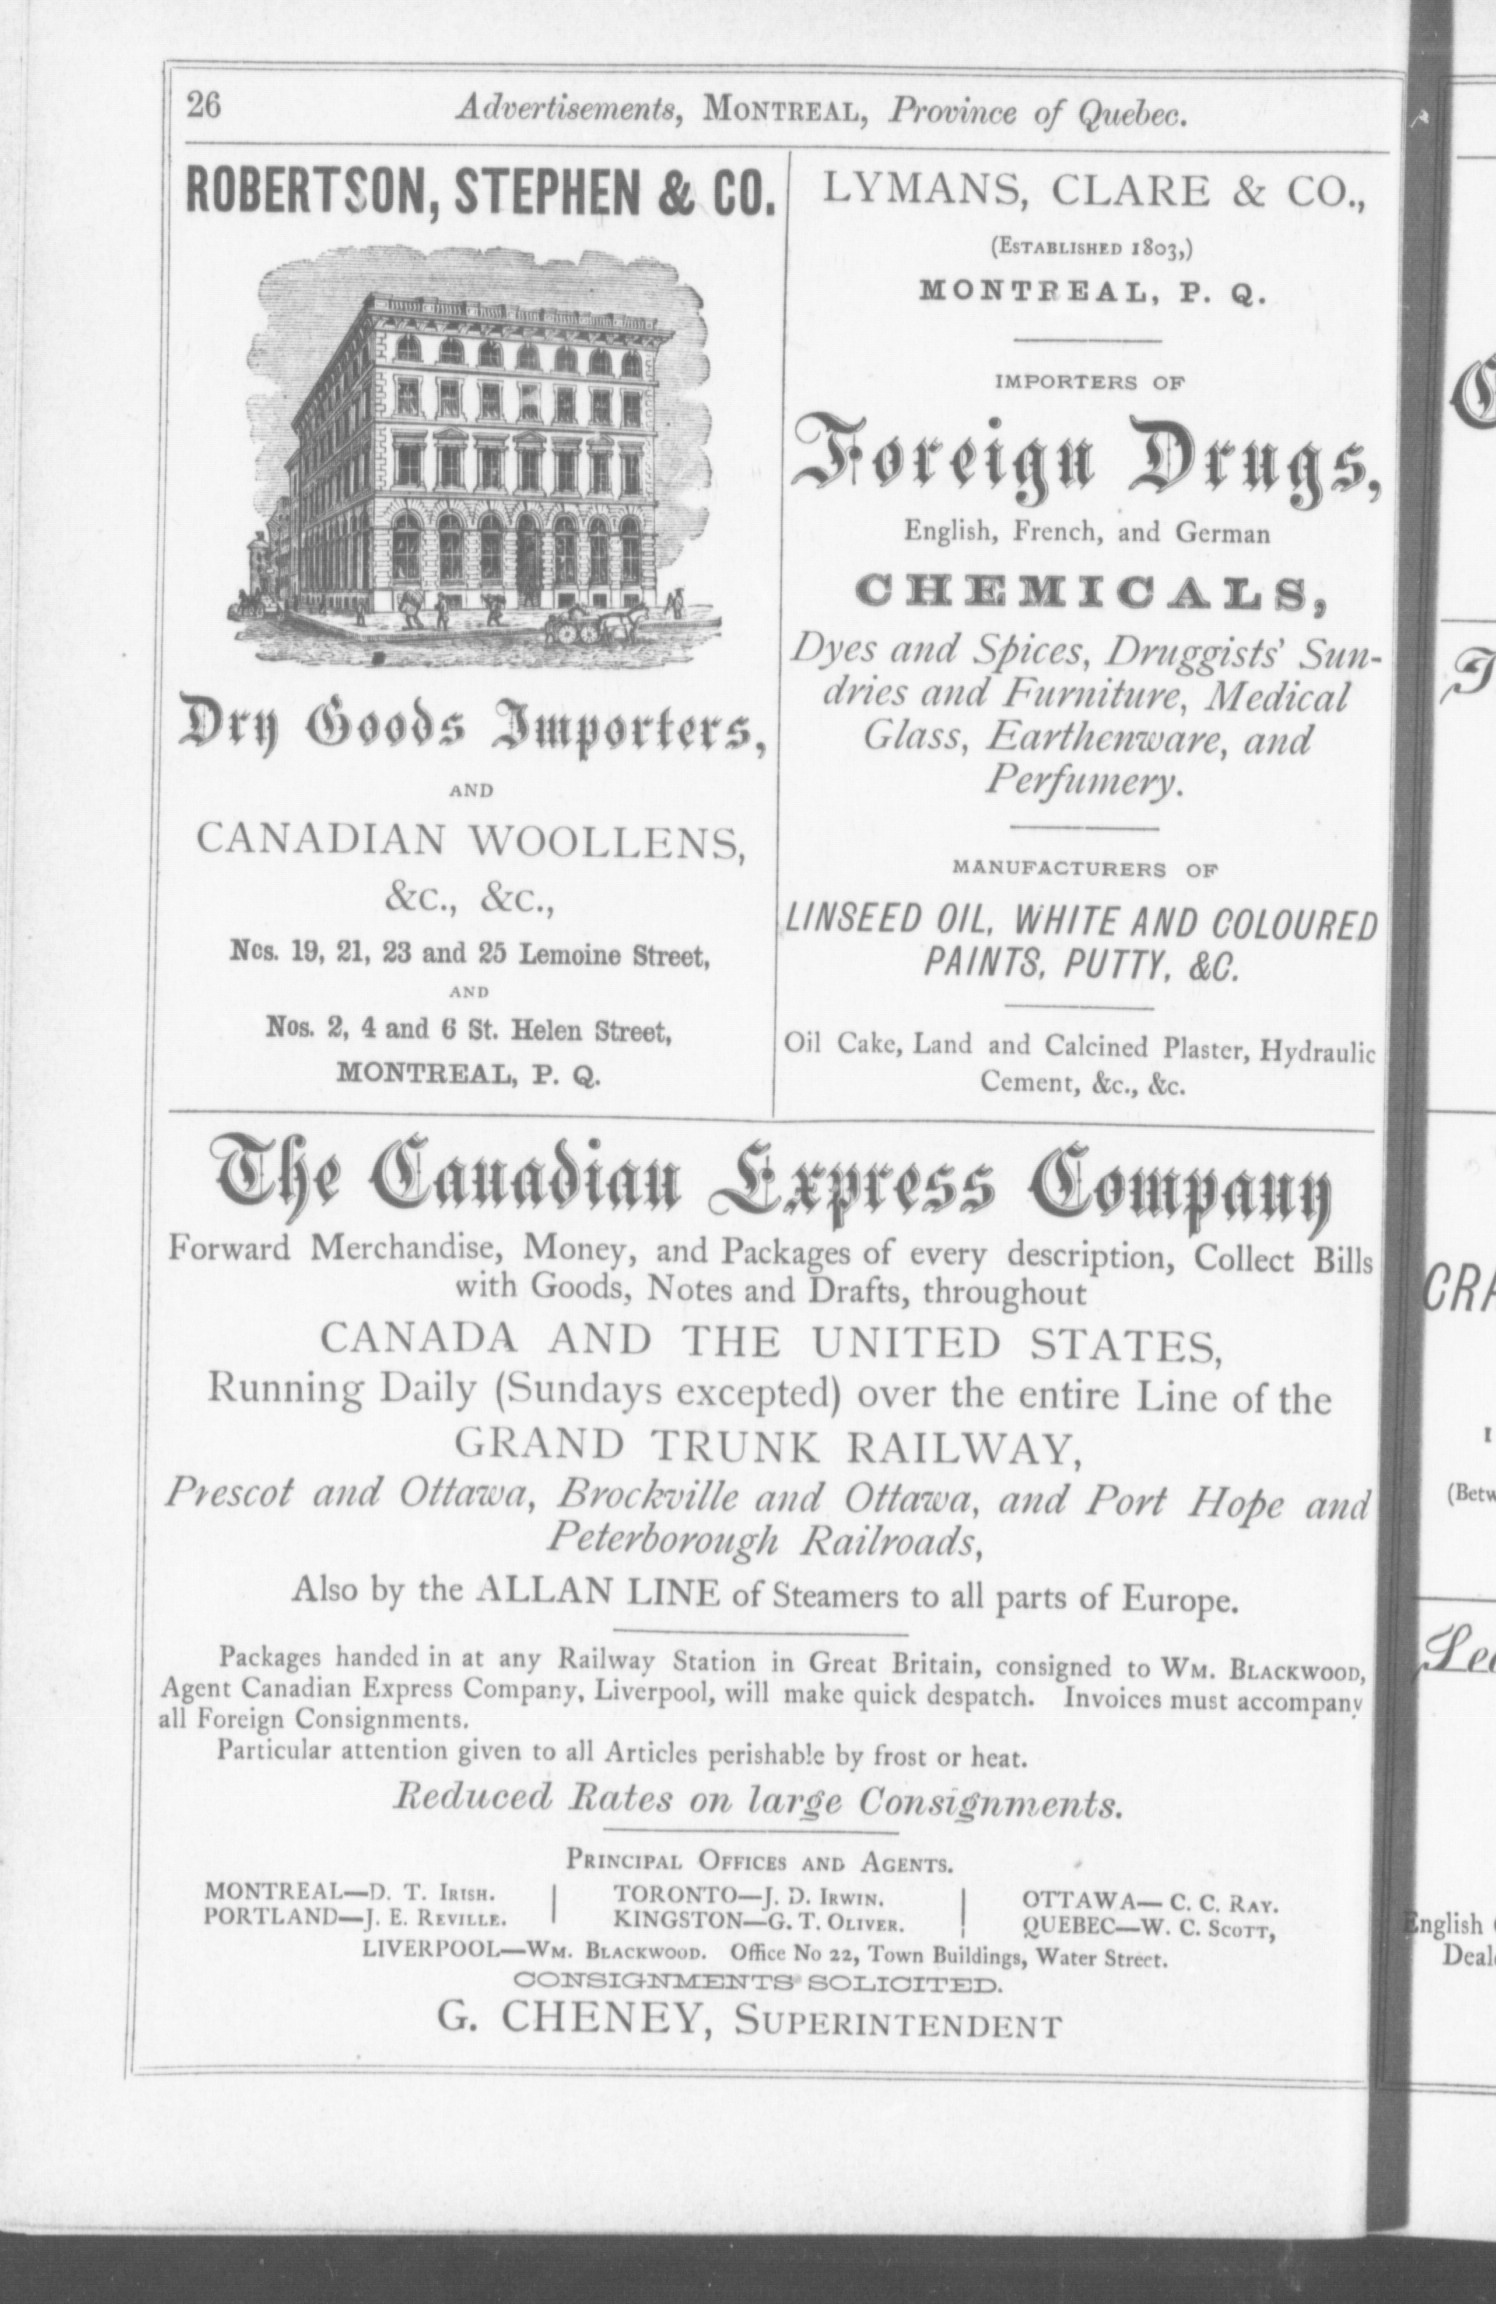 26 Advertisements, MONTREAL, Province of Quebec.
ROBERTSON, STEPHEN & CO.
Dry Goods Importers,
AND
CANADIAN WOOLLENS,
&C., &C.,
Nos. 19, 21, 23 and 25 Lemoine Street,
AND
Nos. 2, 4 and 6 St. Helen Street,
MONTREAL, P. Q.
LYMANS, CLARE & CO.,
(ESTABLISHED 1803,)
MONTREAL, P. Q.
IMPORTERS OF
Foreign Drugs,
English, French, and German
CHEMICALS,
Dyes and Spices, Druggists' Sun-
dries and Furniture, Medical
Glass, Earthenware, and
Perfumery.
MANUFACTURERS OF
LINSEED OIL, WHITE AND COLOURED
PAINTS, PUTTY, &C.
Oil Cake, Land and Calcined Plaster, Hydraulic
Cement, &c., &c.
The Canadian Express Company
Forward Merchandise, Money, and Packages of every description, Collect Bills
with Goods, Notes and Drafts, throughout
CANADA AND THE UNITED STATES,
Running Daily (Sundays excepted) over the entire Line of the
GRAND TRUNK RAILWAY,
Prescot and Ottawa, Brockville and Ottawa, and Port Hope and
Peterborough Railroads,
Also by the ALLAN LINE of Steamers to all parts of Europe.
Packages handed in at any Railway Station in Great Britain, consigned to WM. BLACKWOOD,
Agent Canadian Express Company, Liverpool, will make quick despatch. Invoices must accompany
all Foreign Consignments.
Particular attention given to all Articles perishable by frost or heat.
Reduced Rates on large Consignments.
PRINCIPAL OFFICES AND AGENTS.
MONTREAL—D. T. IRISH. TORONTO—J. D. IRWIN. OTTAWA—C. C. RAY.
PORTLAND—J. E. REVILLE. KINGSTON—G. T. OLIVER. QUEBEC—W. C. SCOTT,
LIVERPOOL—WM. BLACKWOOD. Office No 22, Town Buildings, Water Street.
CONSIGNMENTS SOLICITED.
G. CHENEY, SUPERINTENDENT
CRA
(Betw
English
Deal